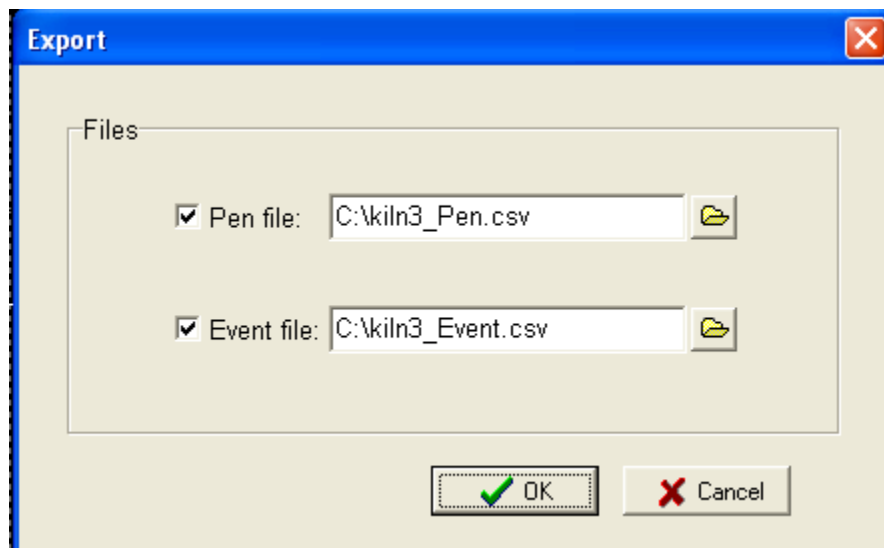 Export
Files
Pen file: C:\kiln3_Pen.csv
Event file: C:\kiln3_Event.csv
OK Cancel